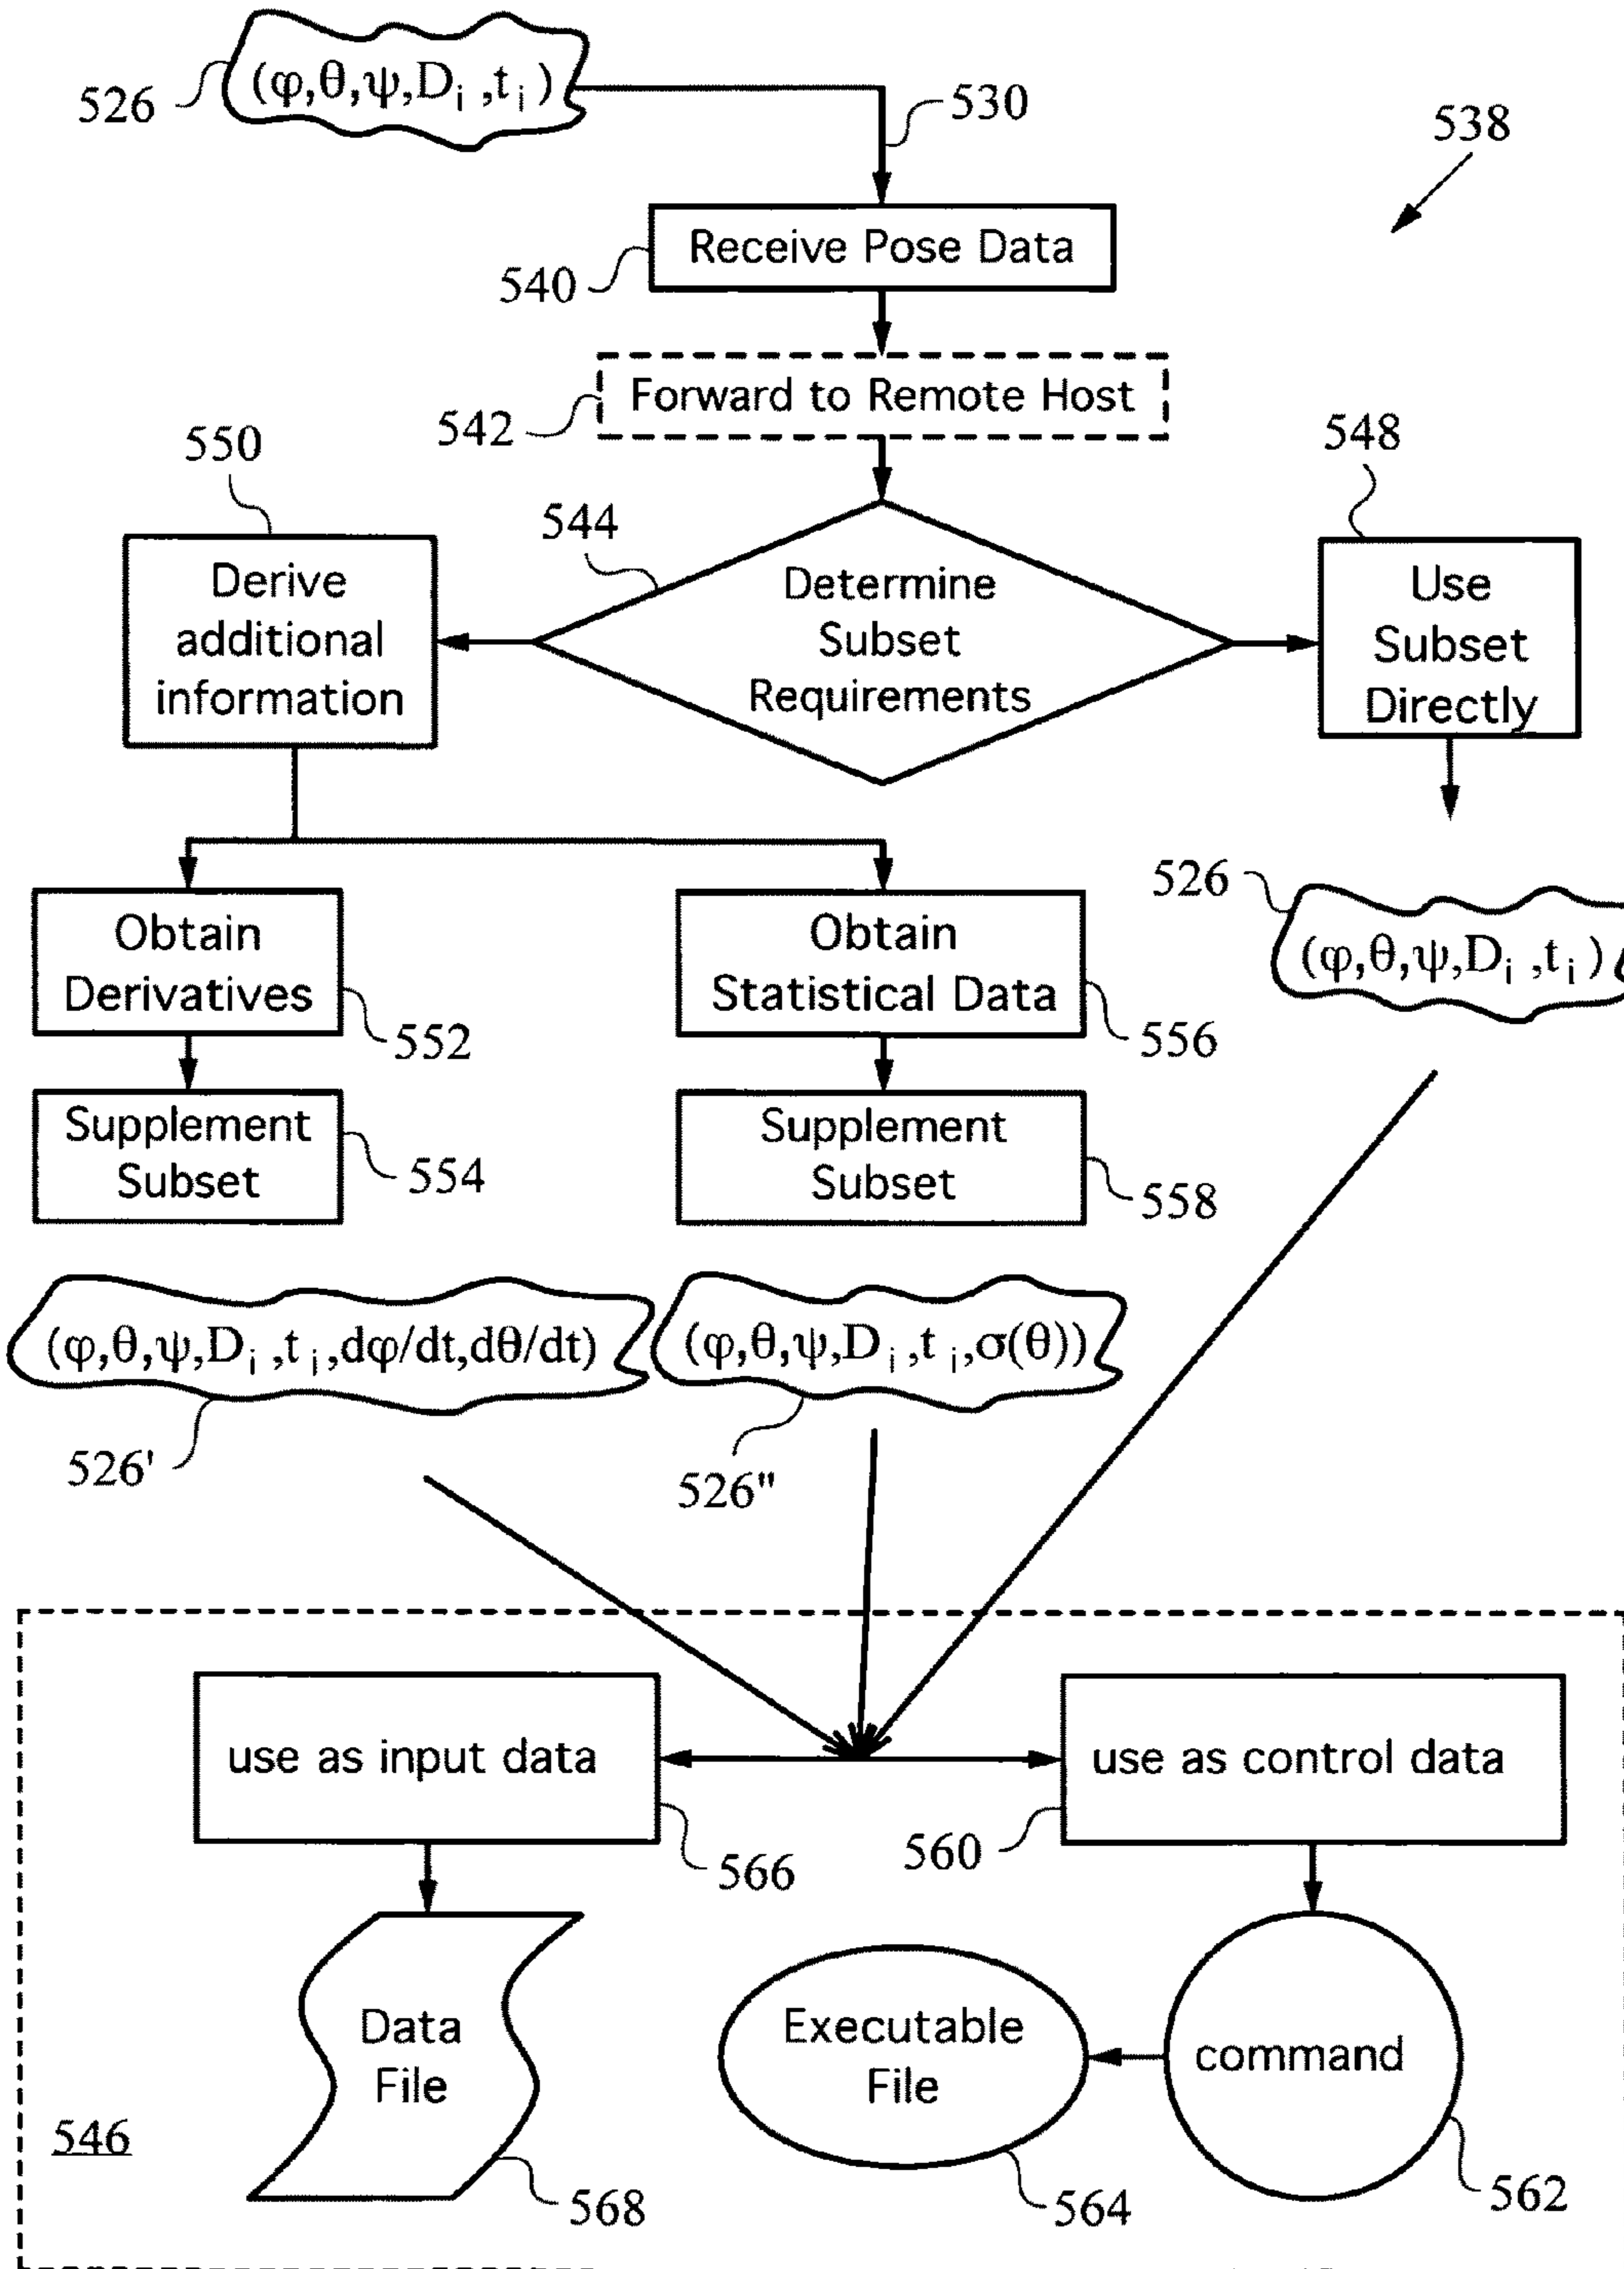 (φ,θ,ψ,Di,ti)
526
530
538
Receive Pose Data
540
Forward to Remote Host
542
550
548
544
Derive
additional
information
Determine
Subset
Requirements
Use
Subset
Directly
526
Obtain
Derivatives
552
Obtain
Statistical Data
556
(φ,θ,ψ,Di,ti)
Supplement
Subset
554
Supplement
Subset
558
(φ,θ,ψ,Di,ti,dφ/dt,dθ/dt)
(φ,θ,ψ,Di,ti,σ(θ))
526'
526"
use as input data
use as control data
566
560
Data
File
Executable
File
command
546
568
564
562